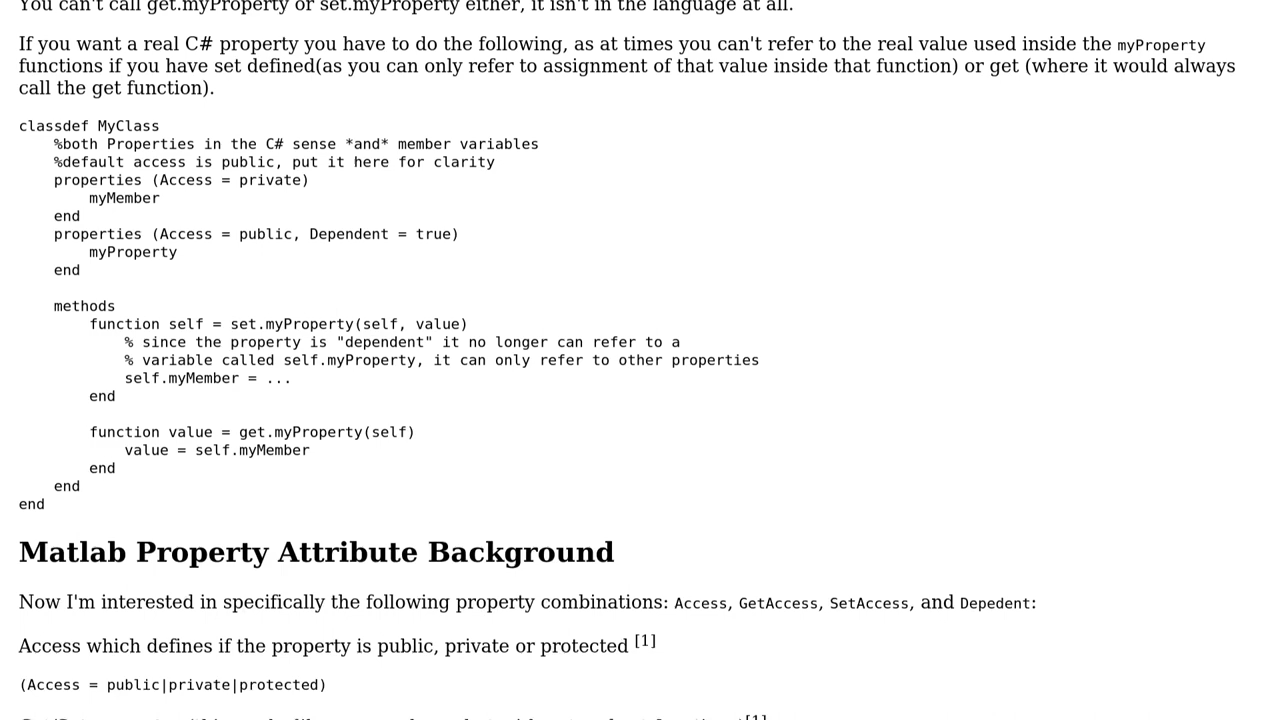 You can't call get.myProperty or set.myProperty either, it isn't in the language at all.
If you want a real C# property you have to do the following, as at times you can't refer to the real value used inside the myProperty
functions if you have set defined(as you can only refer to assignment of that value inside that function) or get (where it would always
call the get function).
classdef MyClass
    %both Properties in the C# sense *and* member variables
    %default access is public, put it here for clarity
    properties (Access = private)
        myMember
    end
    properties (Access = public, Dependent = true)
        myProperty
    end
    methods
        function self = set.myProperty(self, value)
            % since the property is "dependent" it no longer can refer to a
            % variable called self.myProperty, it can only refer to other properties
            self.myMember = ...
        end
        function value = get.myProperty(self)
            value = self.myMember
        end
    end
end
Matlab Property Attribute Background
Now I'm interested in specifically the following property combinations: Access, GetAccess, SetAccess, and Depedent:
Access which defines if the property is public, private or protected [1]
(Access = public|private|protected)